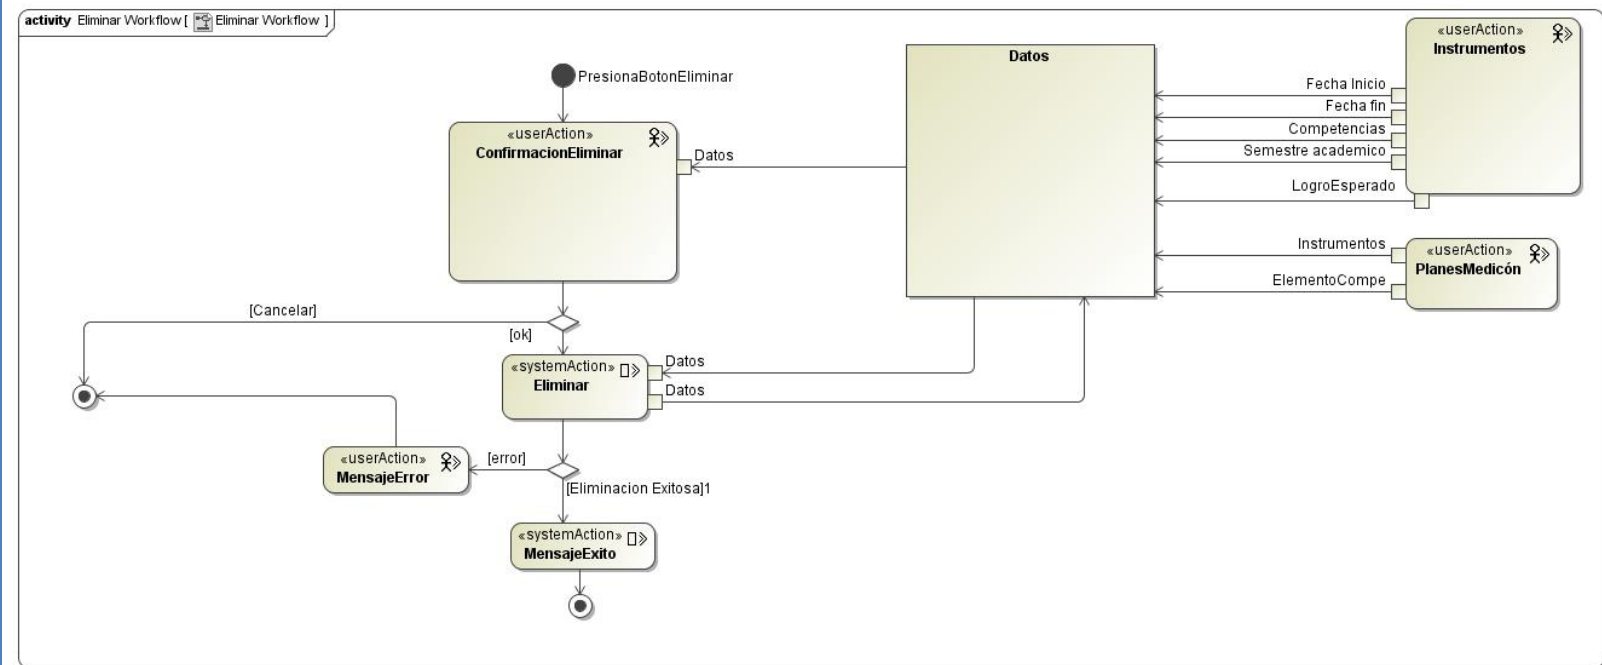 activity Eliminar Workflow [ Eliminar Workflow ]
PresionaBotonEliminar
«userAction»
ConfirmacionEliminar
Datos
Datos
«userAction»
Instrumentos
Fecha Inicio
Fecha fin
Competencias
Semestre academico
LogroEsperado
Instrumentos
ElementoCompe
«userAction»
PlanesMedicón
[Cancelar]
[ok]
«systemAction»
Eliminar
Datos
Datos
[error]
«userAction»
MensajeError
[Eliminacion Exitosa]1
«systemAction»
MensajeExito